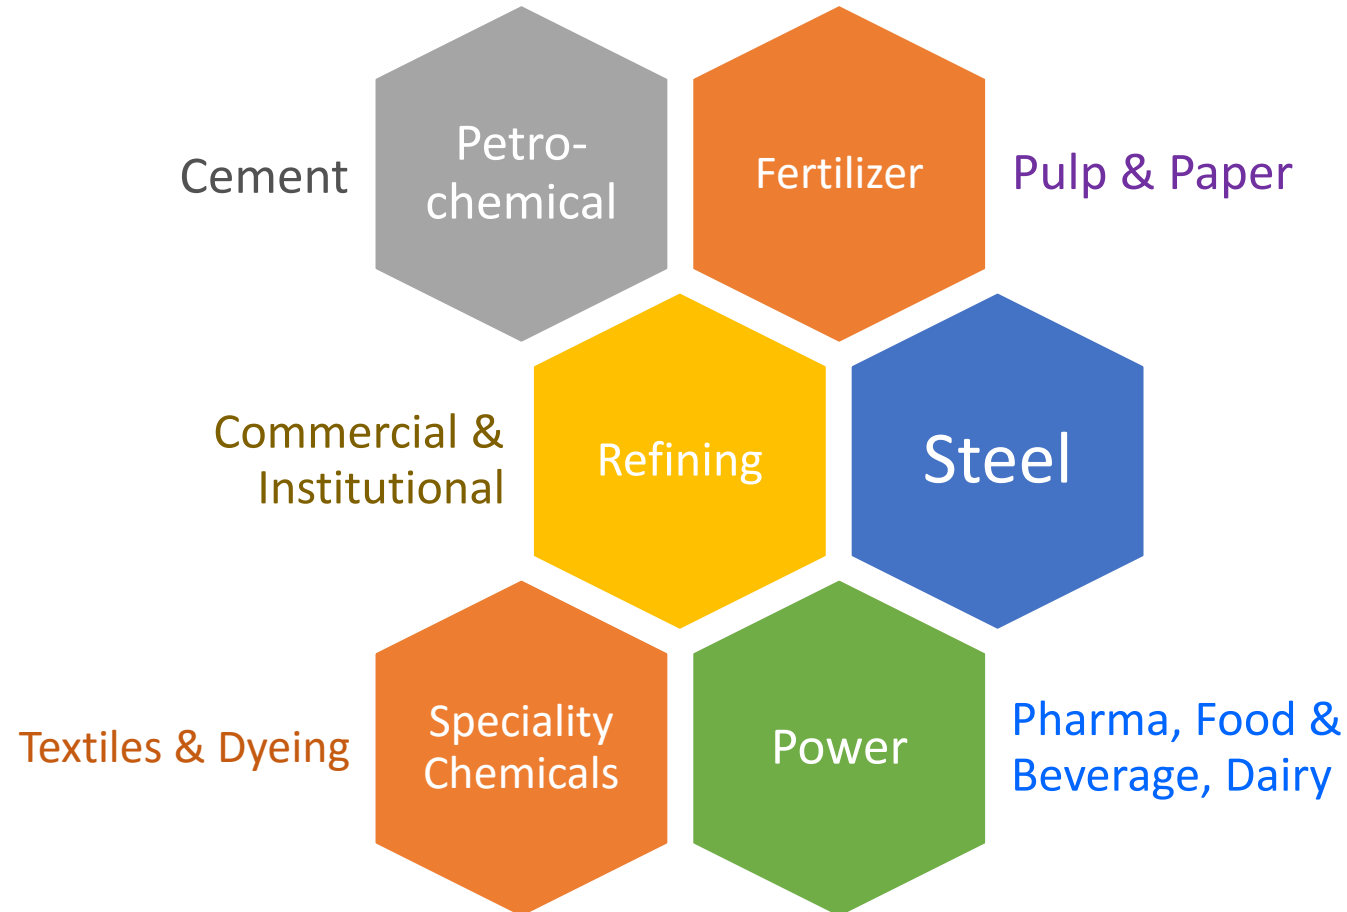 Cement
Petro-
chemical
Fertilizer
Pulp & Paper
Commercial &
Institutional
Refining
Steel
Textiles & Dyeing
Speciality
Chemicals
Power
Pharma, Food &
Beverage, Dairy